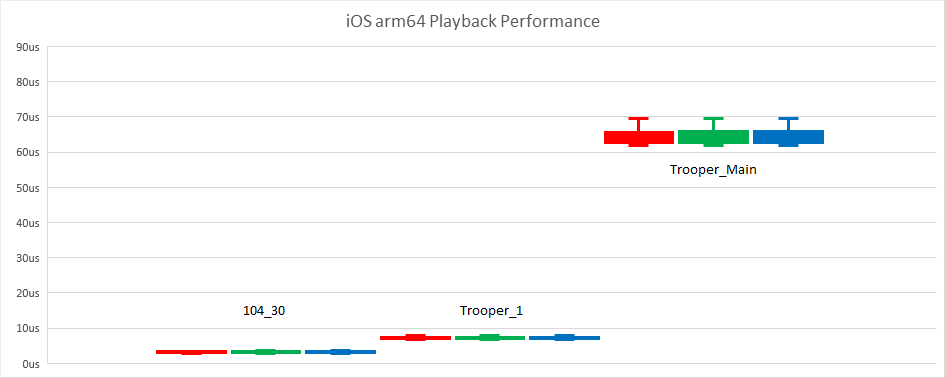 iOS arm64 Playback Performance
90us
80us
70us
60us
Trooper_Main
50us
40us
30us
20us
104_30 Trooper_1
10us
0us